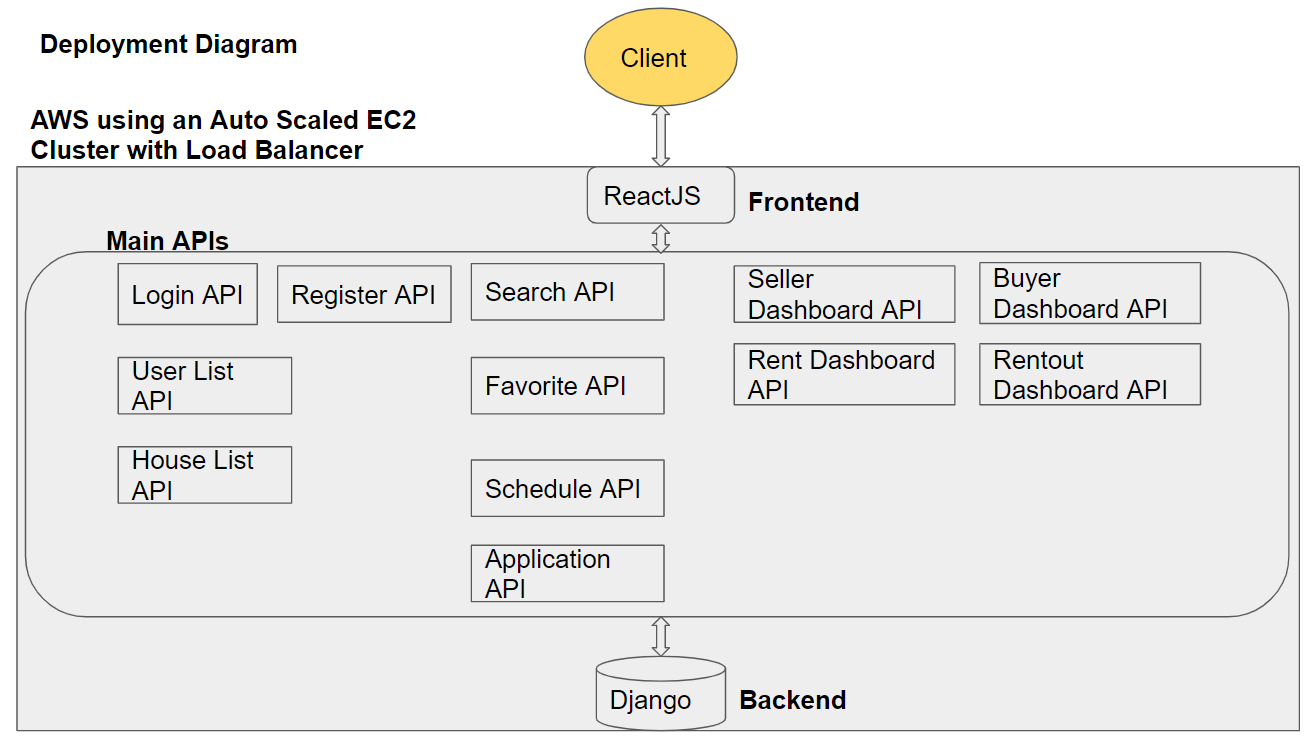 Deployment Diagram
Client
AWS using an Auto Scaled EC2
Cluster with Load Balancer
ReactJS
Frontend
Main APIs
Login API
Register API
Search API
Seller
Dashboard API
Buyer
Dashboard API
User List
API
Favorite API
Rent Dashboard
API
Rentout
Dashboard API
House List
API
Schedule API
Application
API
Django
Backend